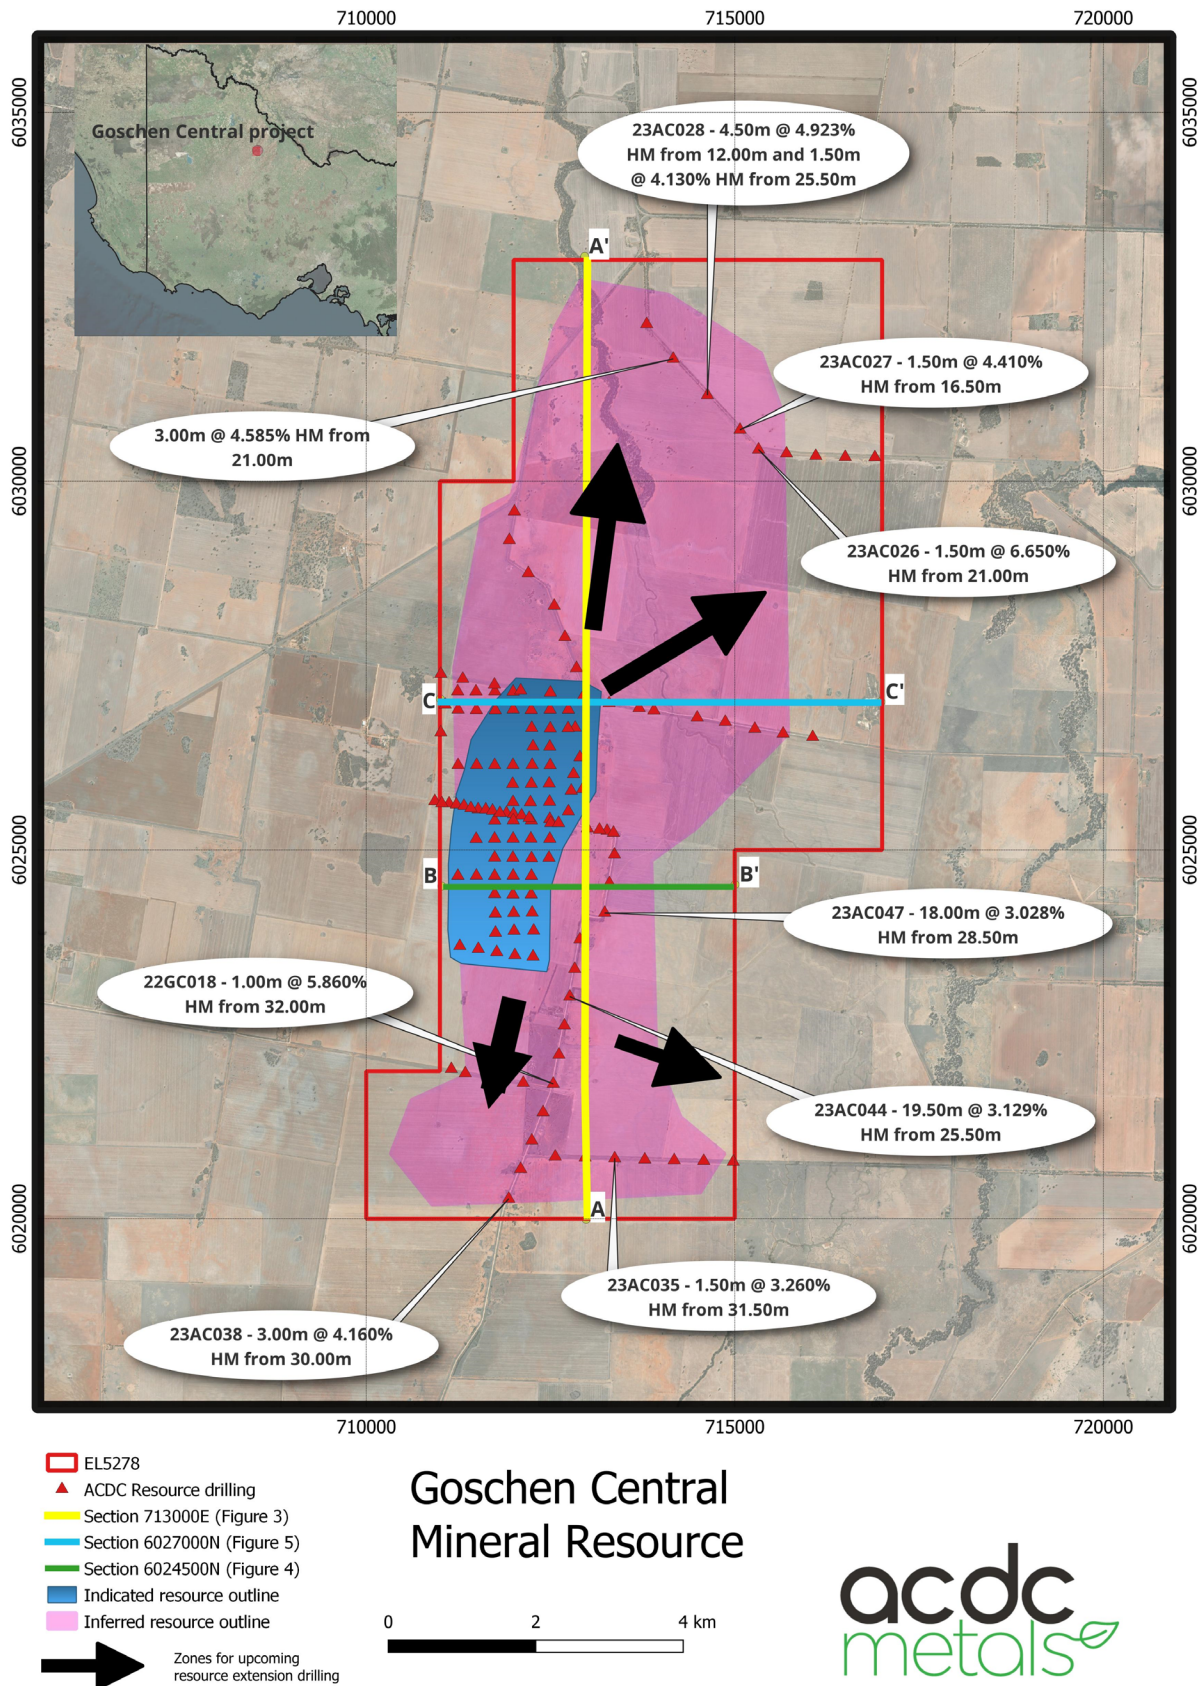 710000
715000
720000
6035000
6035000
Goschen Central project
23AC028 - 4.50m @ 4.923%
HM from 12.00m and 1.50m
@ 4.130% HM from 25.50m
A'
23AC027 - 1.50m @ 4.410%
HM from 16.50m
3.00m @ 4.585% HM from
21.00m
6030000
6030000
23AC026 - 1.50m @ 6.650%
HM from 21.00m
C
C'
6025000
6025000
B
B'
23AC047 - 18.00m @ 3.028%
HM from 28.50m
22GC018 - 1.00m @ 5.860%
HM from 32.00m
23AC044 - 19.50m @ 3.129%
HM from 25.50m
6020000
6020000
A
23AC035 - 1.50m @ 3.260%
HM from 31.50m
23AC038 - 3.00m @ 4.160%
HM from 30.00m
710000
715000
720000
EL5278
ACDC Resource drilling
Section 713000E (Figure 3)
Section 6027000N (Figure 5)
Section 6024500N (Figure 4)
Indicated resource outline
Inferred resource outline
Zones for upcoming
resource extension drilling
Goschen Central
Mineral Resource
0 2 4 km
acdc
metals